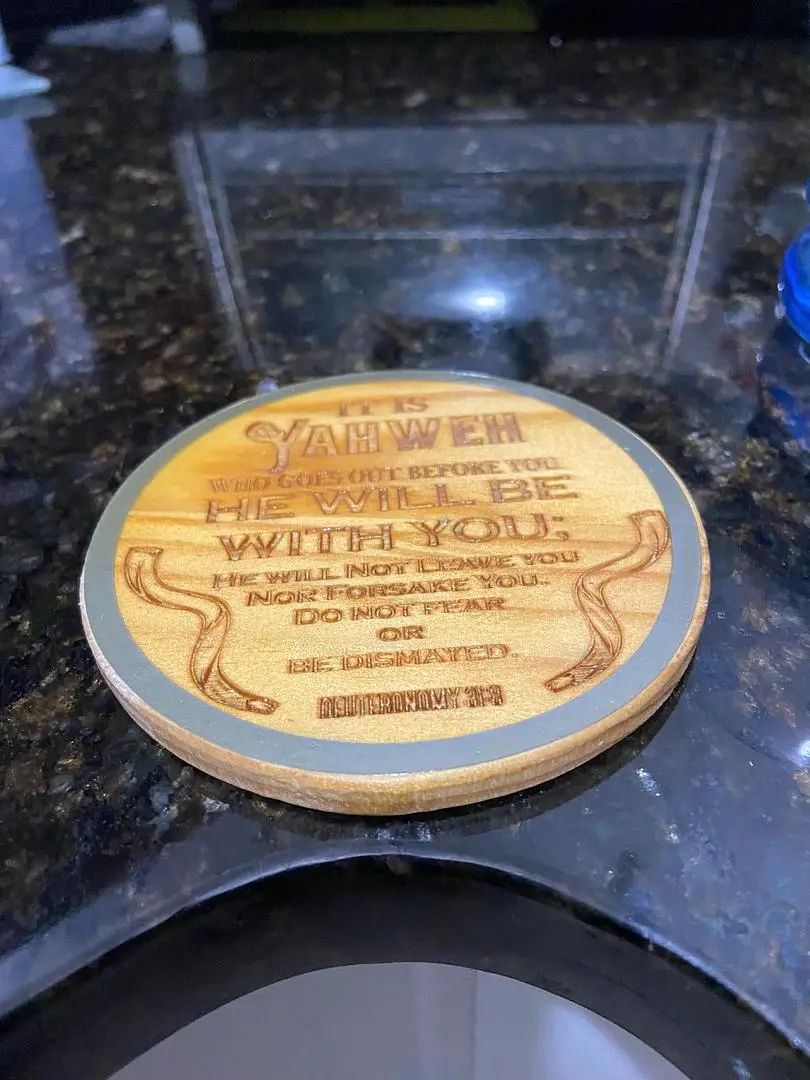 IT IS
YAHWEH
WHO GOES OUT BEFORE YOU
HE WILL BE
WITH YOU;
HE WILL NOT LEAVE YOU
NOR FORSAKE YOU.
DO NOT FEAR
OR
BE DISMAYED.
DEUTERONOMY 31:8